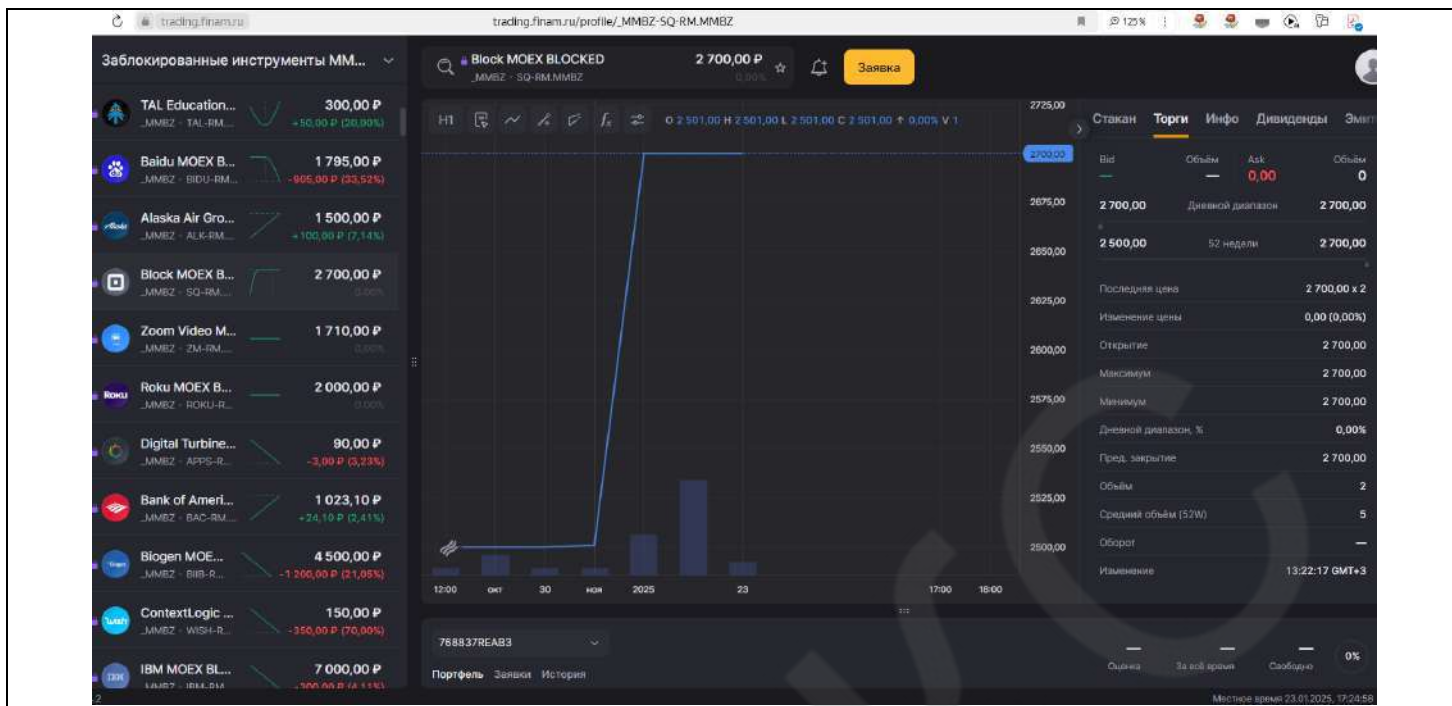 trading.finam.ru
trading.finam.ru/profile/_MMBZ-SQ-RM.MMBZ
125 %
Заблокированные инструменты ММ...
Block MOEX BLOCKED
_MMBZ · SQ-RM.MMBZ
2 700,00 ₽
0,00%
Заявка
TAL Education...
300,00 ₽
_MMBZ · TAL-RM....
+50,00 ₽ (20,00%)
Baidu MOEX B...
1 795,00 ₽
_MMBZ · BIDU-RM...
-905,00 ₽ (33,52%)
Alaska Air Gro...
1 500,00 ₽
_MMBZ · ALK-RM....
+100,00 ₽ (7,14%)
Block MOEX B...
2 700,00 ₽
_MMBZ · SQ-RM....
0,00%
Zoom Video M...
1 710,00 ₽
_MMBZ · ZM-RM....
0,00%
Roku MOEX B...
2 000,00 ₽
_MMBZ · ROKU-R...
0,00%
Digital Turbine...
90,00 ₽
_MMBZ · APPS-R...
-3,00 ₽ (3,23%)
Bank of Ameri...
1 023,10 ₽
_MMBZ · BAC-RM....
+24,10 ₽ (2,41%)
Biogen MOE...
4 500,00 ₽
_MMBZ · BIIB-R...
-1 200,00 ₽ (21,05%)
ContextLogic ...
150,00 ₽
_MMBZ · WISH-R...
-350,00 ₽ (70,00%)
IBM MOEX BL...
7 000,00 ₽
_MMBZ · IBM-RM
-300,00 ₽ (4,11%)
H1
O 2 501,00 H 2 501,00 L 2 501,00 C 2 501,00 0,00% V 1
2725,00
2700,00
2675,00
2650,00
2625,00
2600,00
2575,00
2550,00
2525,00
2500,00
12:00 окт 30 ноя 2025 23 17:00 18:00
Стакан Торги Инфо Дивиденды Эмит
Bid Объём Ask Объём
— — 0,00 0
2 700,00 Дневной диапазон 2 700,00
2 500,00 52 недели 2 700,00
Последняя цена 2 700,00 x 2
Изменение цены 0,00 (0,00%)
Открытие 2 700,00
Максимум 2 700,00
Минимум 2 700,00
Дневной диапазон, % 0,00%
Пред. закрытие 2 700,00
Объём 2
Средний объём (52W) 5
Оборот —
Изменение 13:22:17 GMT+3
768837REAB3
Портфель Заявки История
— — —
Оценка За всё время Свободно
0%
Местное время 23.01.2025, 17:24:58